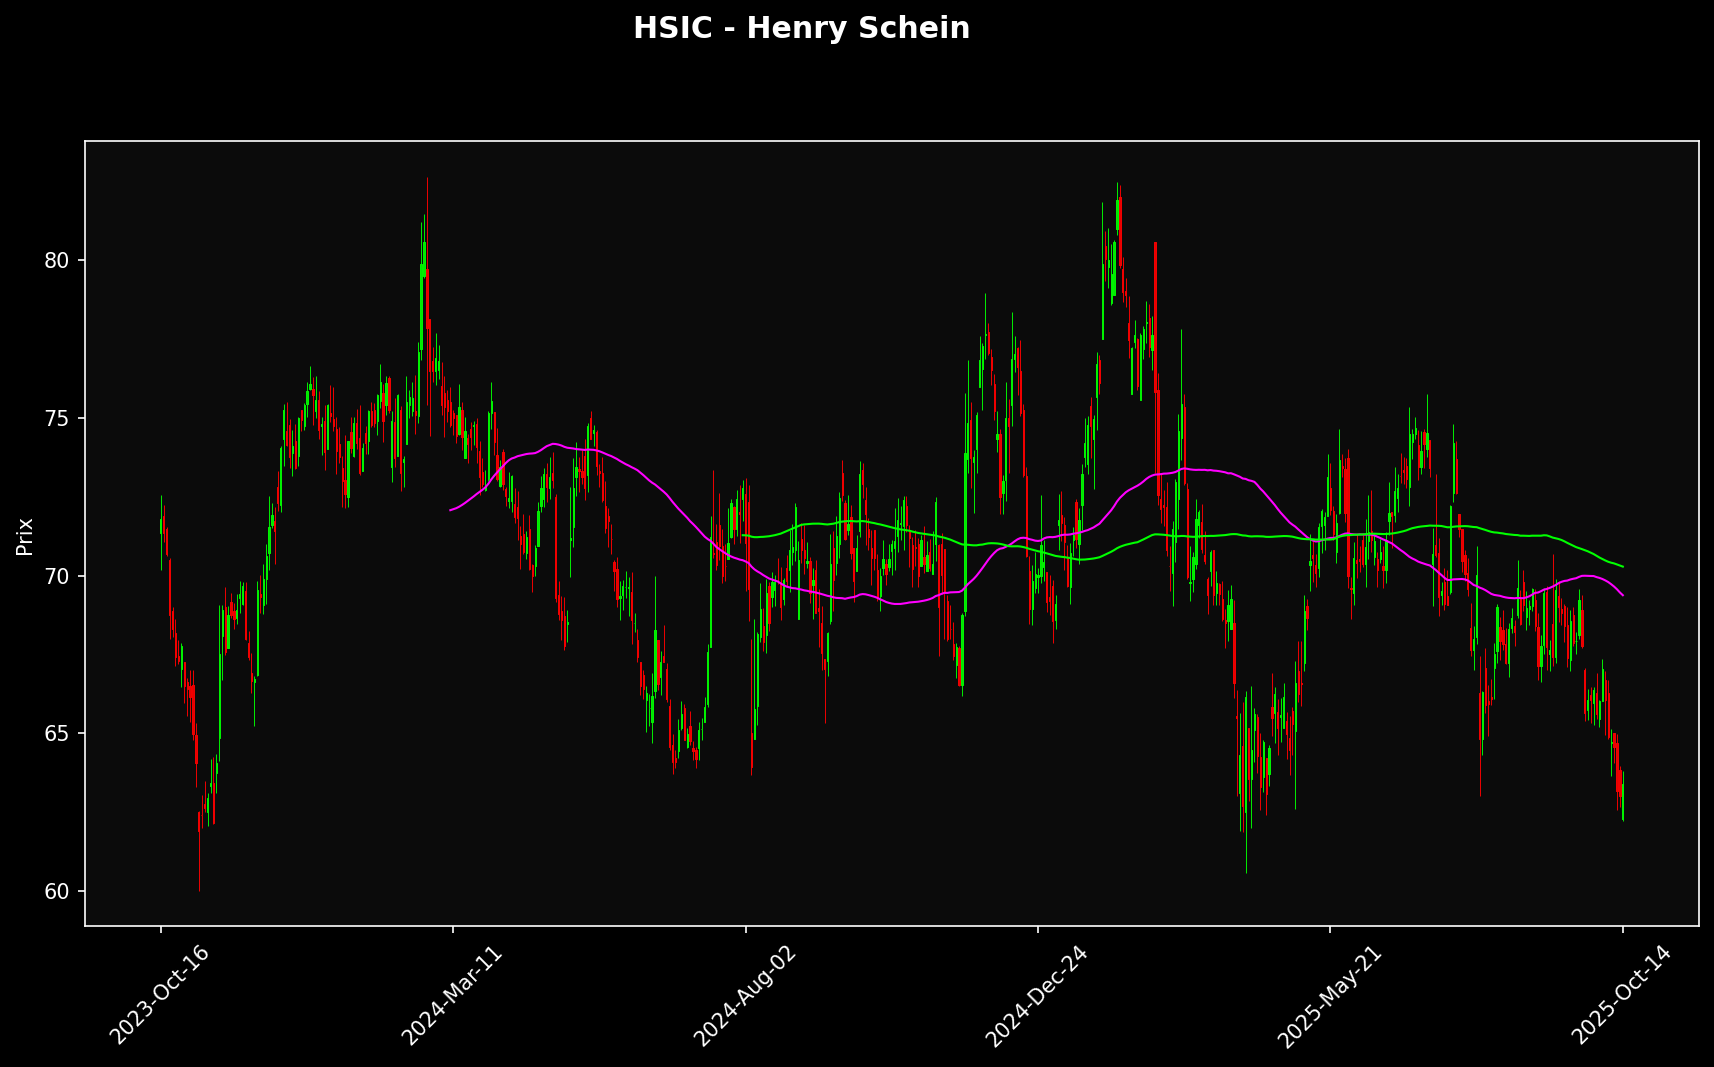 HSIC - Henry Schein
Prix
80
75
70
65
60
2023-Oct-16
2024-Mar-11
2024-Aug-02
2024-Dec-24
2025-May-21
2025-Oct-14